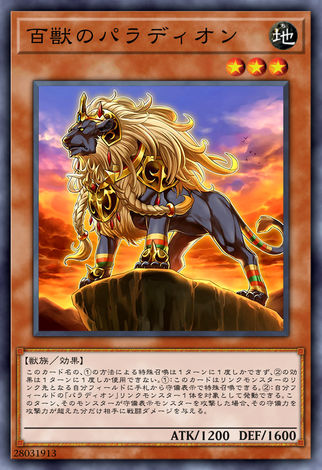 百獣のパラディオン
地
ち
[獣族/効果]
このカード名の、①の方法による特殊召喚は1ターンに1度しかできず、②の効
果は1ターンに1度しか使用できない。①:このカードはリンクモンスターのリ
ンク先となる自分フィールドに手札から守備表示で特殊召喚できる。②:自分フ
ィールドの「パラディオン」リンクモンスター1体を対象として発動できる。こ
のターン、そのモンスターが守備表示モンスターを攻撃した場合、その守備力を
攻撃力が超えた分だけ相手に戦闘ダメージを与える。
ATK/1200 DEF/1600
28031913